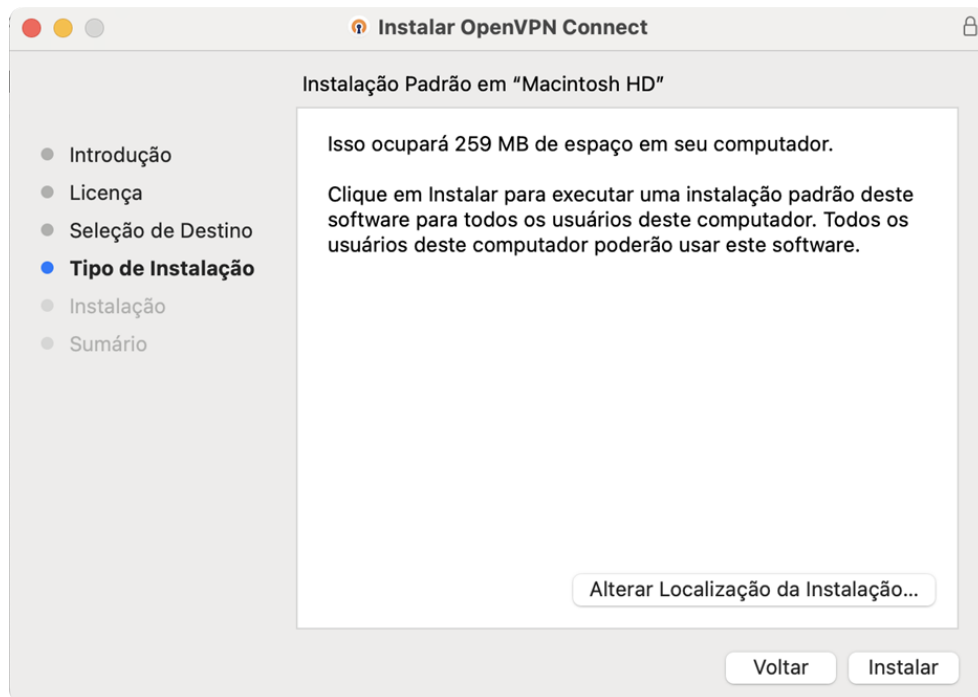 Instalar OpenVPN Connect
Instalação Padrão em “Macintosh HD”
Introdução
Licença
Seleção de Destino
Tipo de Instalação
Instalação
Sumário
Isso ocupará 259 MB de espaço em seu computador.
Clique em Instalar para executar uma instalação padrão deste
software para todos os usuários deste computador. Todos os
usuários deste computador poderão usar este software.
Alterar Localização da Instalação...
Voltar
Instalar